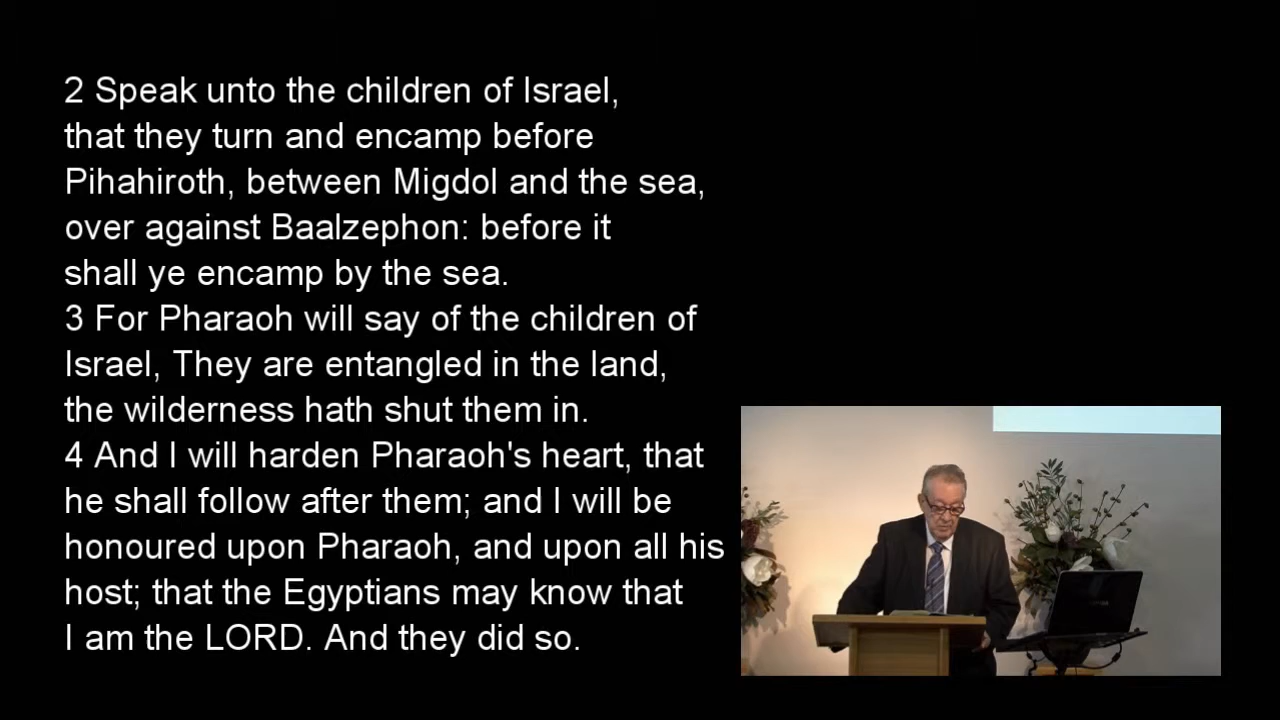 2 Speak unto the children of Israel,
that they turn and encamp before
Pihahiroth, between Migdol and the sea,
over against Baalzephon: before it
shall ye encamp by the sea.
3 For Pharaoh will say of the children of
Israel, They are entangled in the land,
the wilderness hath shut them in.
4 And I will harden Pharaoh's heart, that
he shall follow after them; and I will be
honoured upon Pharaoh, and upon all his
host; that the Egyptians may know that
I am the LORD. And they did so.